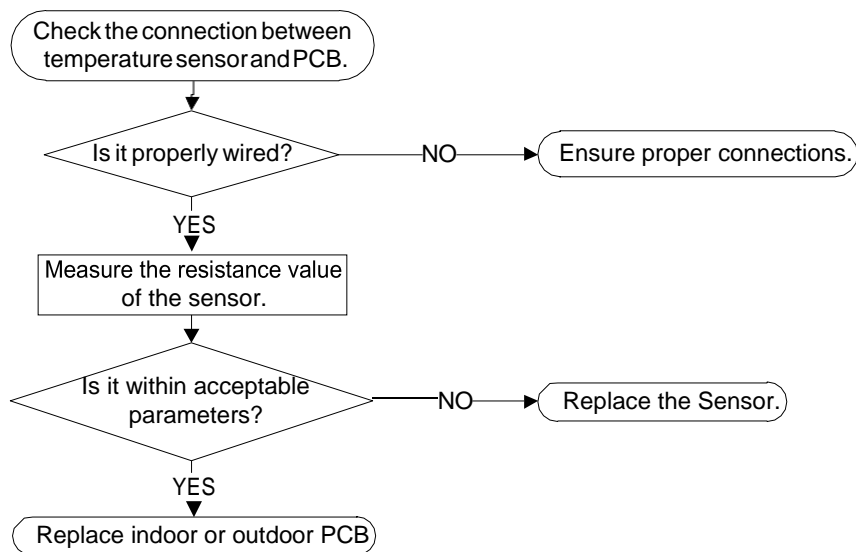 Check the connection between
temperature sensor and PCB.
Is it properly wired?
NO
Ensure proper connections.
YES
Measure the resistance value
of the sensor.
Is it within acceptable
parameters?
NO
Replace the Sensor.
YES
Replace indoor or outdoor PCB